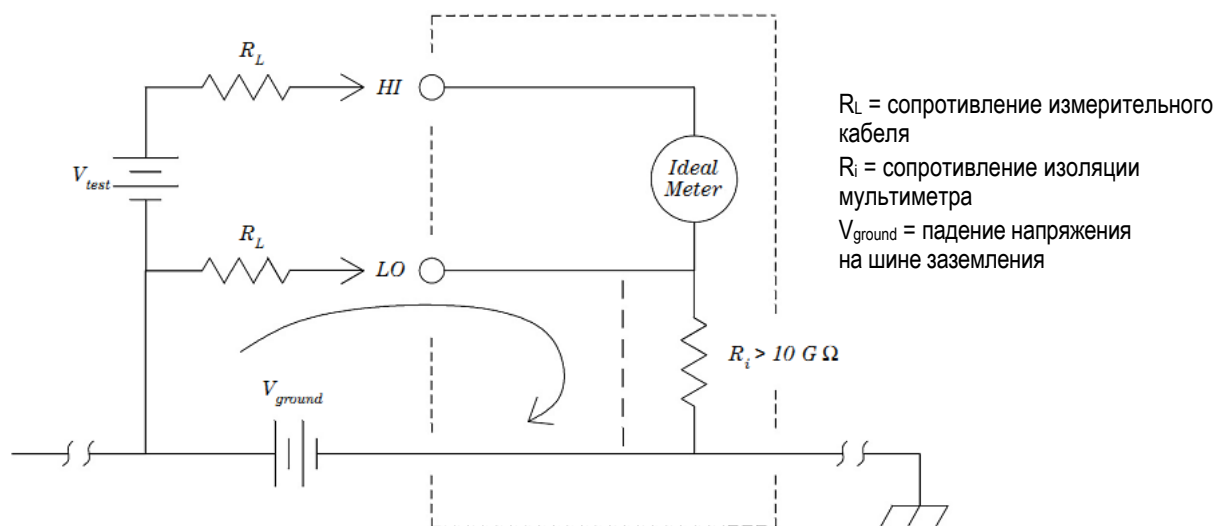 R_L
HI
V_test
Ideal
Meter
R_L
LO
R_i > 10 G Ω
V_ground
R_L = сопротивление измерительного
кабеля
R_i = сопротивление изоляции
мультиметра
V_ground = падение напряжения
на шине заземления